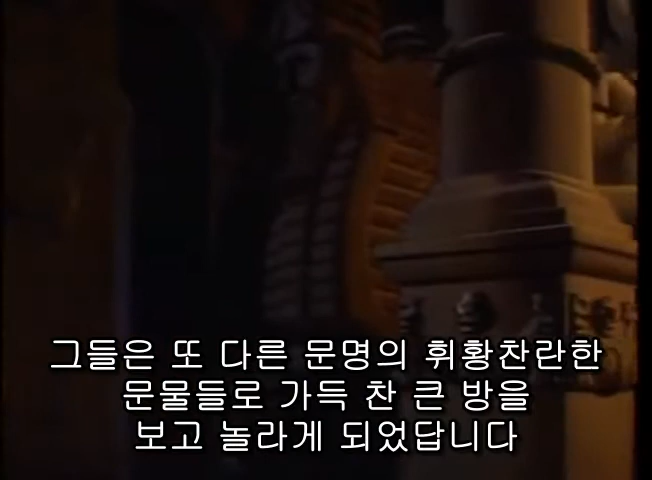 그들은 또 다른 문명의 휘황찬란한
문물들로 가득 찬 큰 방을
보고 놀라게 되었답니다